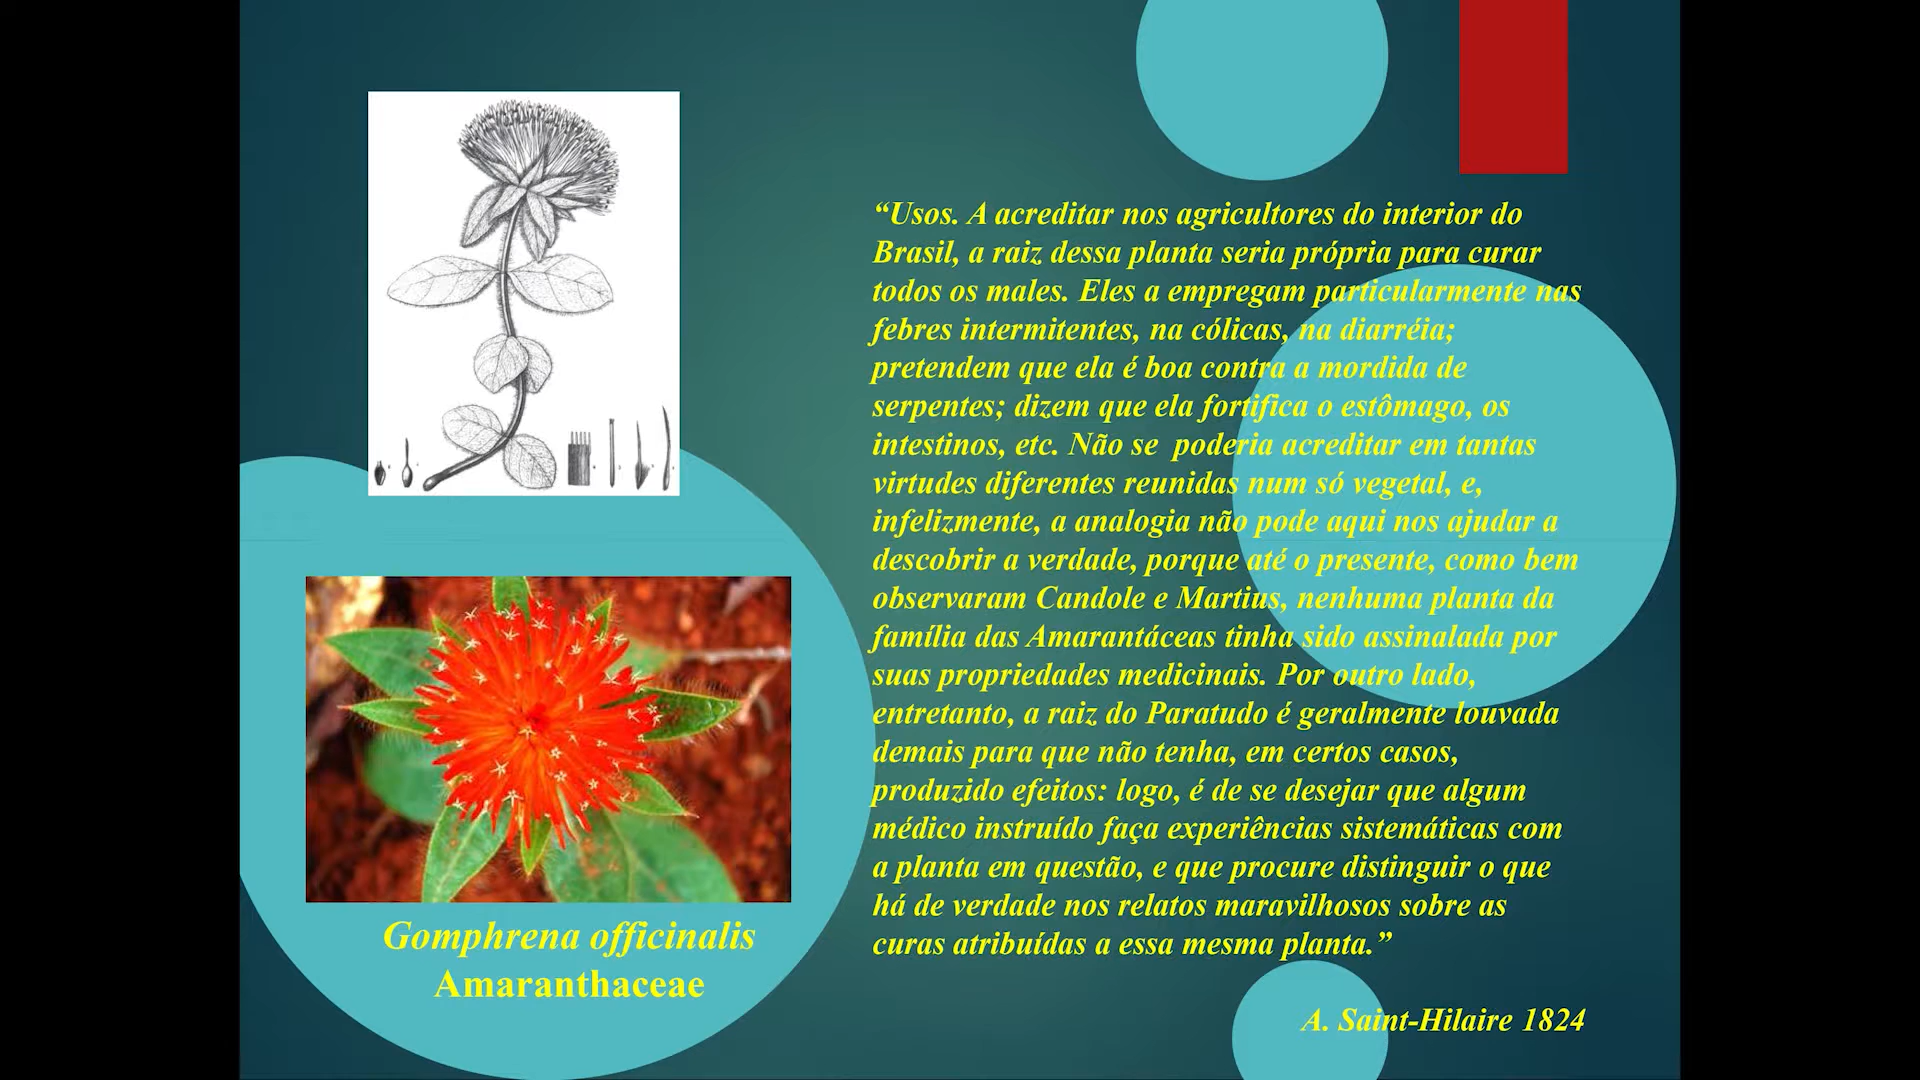 “Usos. A acreditar nos agricultores do interior do
Brasil, a raiz dessa planta seria própria para curar
todos os males. Eles a empregam particularmente nas
febres intermitentes, na cólicas, na diarréia;
pretendem que ela é boa contra a mordida de
serpentes; dizem que ela fortifica o estômago, os
intestinos, etc. Não se poderia acreditar em tantas
virtudes diferentes reunidas num só vegetal, e,
infelizmente, a analogia não pode aqui nos ajudar a
descobrir a verdade, porque até o presente, como bem
observaram Candole e Martius, nenhuma planta da
família das Amarantáceas tinha sido assinalada por
suas propriedades medicinais. Por outro lado,
entretanto, a raiz do Paratudo é geralmente louvada
demais para que não tenha, em certos casos,
produzido efeitos: logo, é de se desejar que algum
médico instruído faça experiências sistemáticas com
a planta em questão, e que procure distinguir o que
há de verdade nos relatos maravilhosos sobre as
curas atribuídas a essa mesma planta.”
A. Saint-Hilaire 1824
Gomphrena officinalis
Amaranthaceae